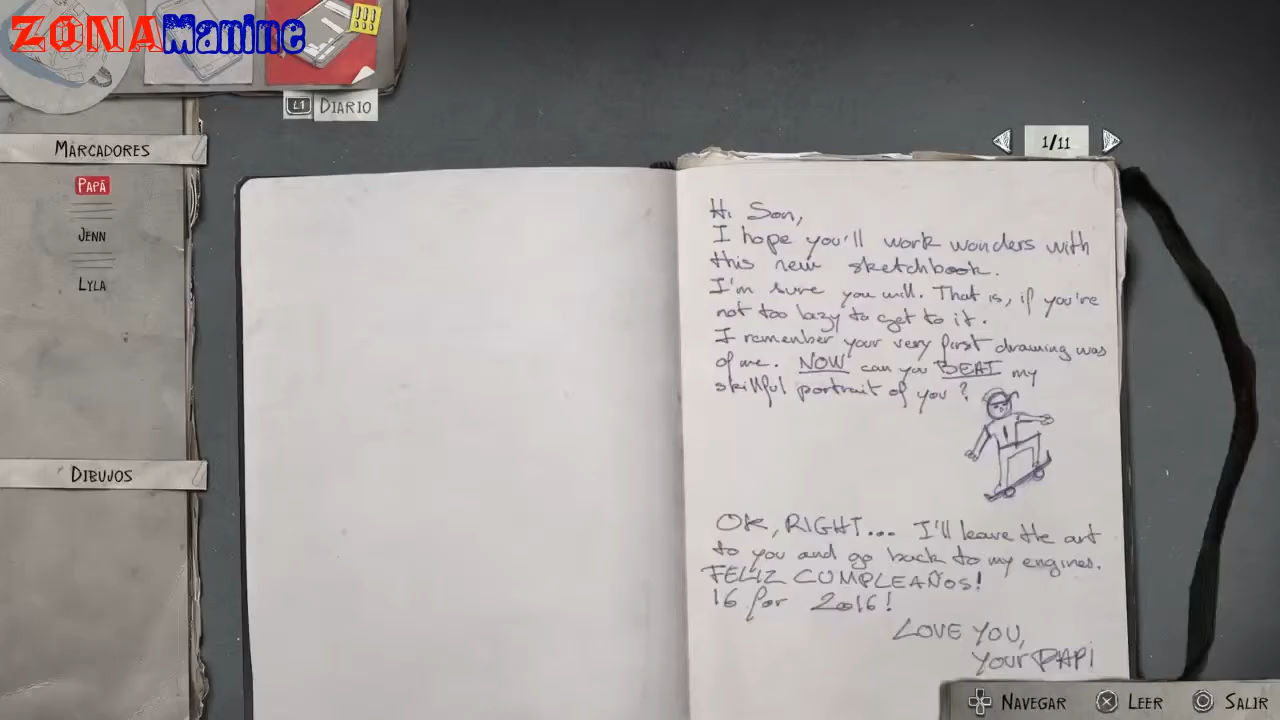 ZONAManine
L1 DIARIO
MARCADORES
PAPÁ
JENN
LYLA
DIBUJOS
1/11
Hi Son,
I hope you'll work wonders with
this new sketchbook.
I'm sure you will. That is, if you're
not too lazy to get to it.
I remember your very first drawing was
of me. NOW can you BEAT my
skillful portrait of you?
OK, RIGHT... I'll leave the art
to you and go back to my engines.
FELIZ CUMPLEAÑOS!
16 for 2016!
LOVE YOU,
Your PAPI
NAVEGAR
LEER
SALIR